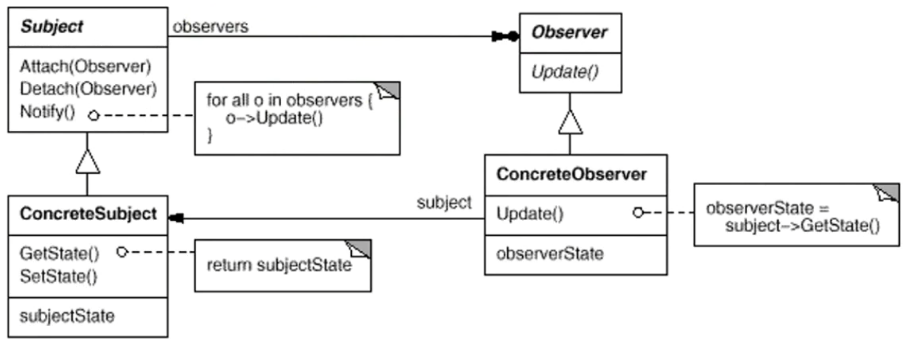 Subject
observers
Observer
Attach(Observer)
Detach(Observer)
Notify()
for all o in observers {
o->Update()
}
Update()
ConcreteSubject
GetState()
SetState()
subjectState
return subjectState
subject
ConcreteObserver
Update()
observerState
observerState =
subject->GetState()